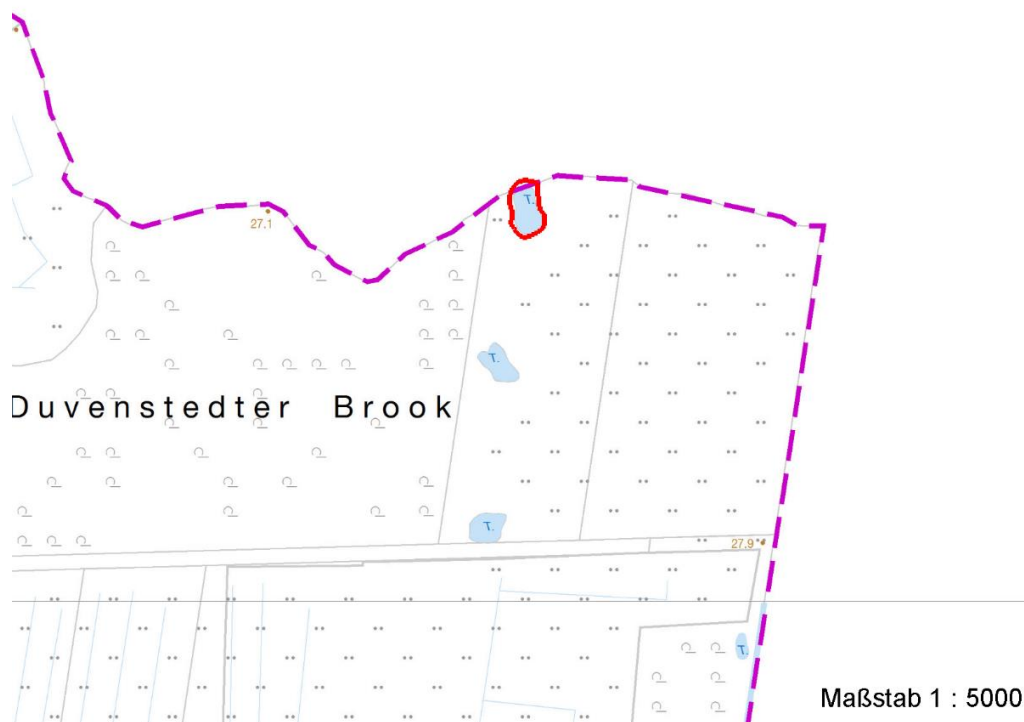 T.
27.1
T.
Duvenstedter Brook
T.
27.9
T.
Maßstab 1 : 5000